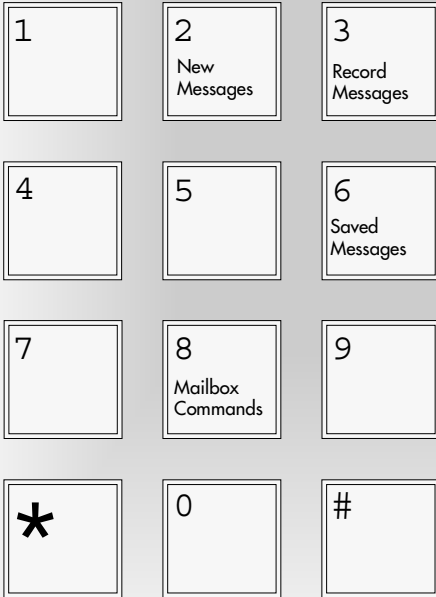 1 2 3
New Record
Messages Messages
4 5 6
Saved
Messages
7 8 9
Mailbox
Commands
* 0 #